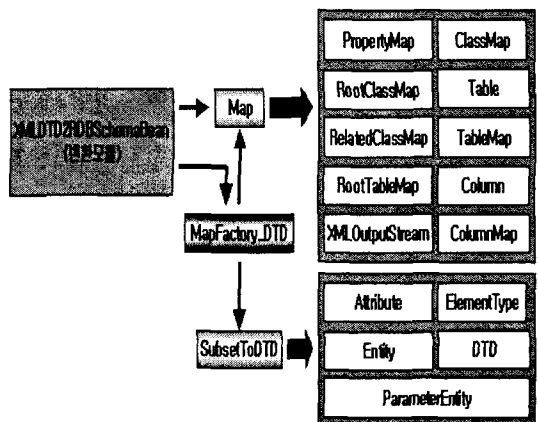 XMLDTD2RDBSchemaBean
(변환모듈)
Map
MapFactory_DTD
SubsetToDTD
PropertyMap
ClassMap
RootClassMap
Table
RelatedClassMap
TableMap
RootTableMap
Column
XMLOutputStream
ColumnMap
Attribute
ElementType
Entity
DTD
ParameterEntity